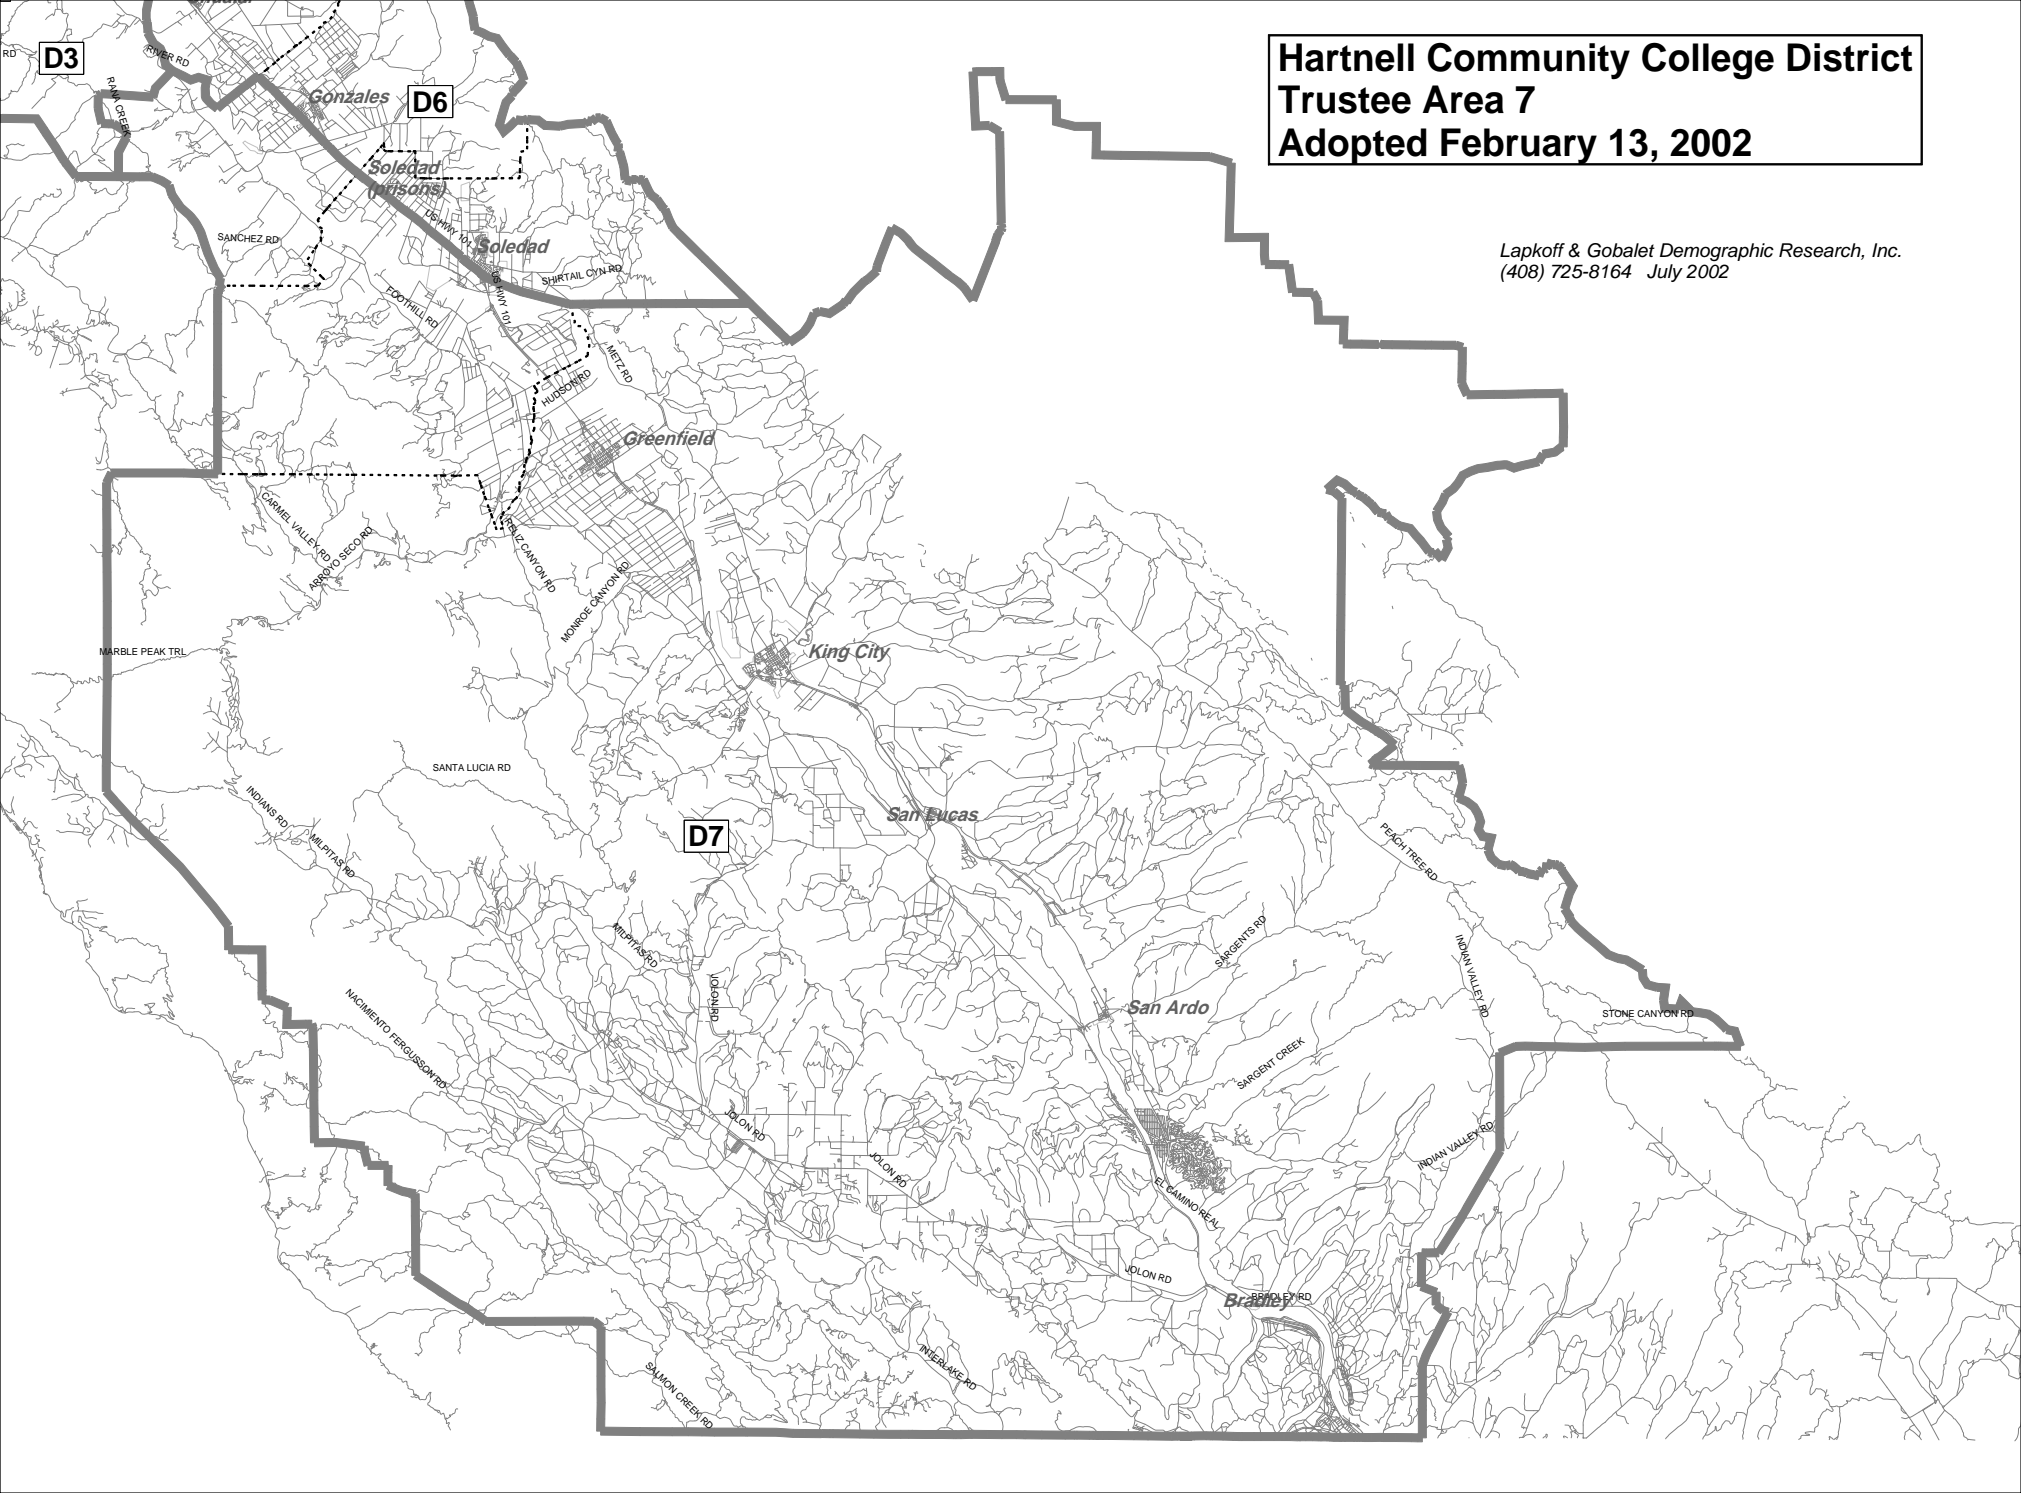 Hartnell Community College District
Trustee Area 7
Adopted February 13, 2002
Lapkoff & Gobalet Demographic Research, Inc.
(408) 725-8164 July 2002
RD
D3
RIVER RD
RANA CREEK
Gonzales
D6
Soledad
(prisons)
US HWY 101
SANCHEZ RD
Soledad
SHIRTAIL CYN RD
US HWY 101
FOOTHILL RD
METZ RD
HUDSON RD
Greenfield
CARMEL VALLEY RD
ARROYO SECO RD
RELIZ CANYON RD
MONROE CANYON RD
MARBLE PEAK TRL
King City
SANTA LUCIA RD
INDIANS RD
MILPITAS RD
San Lucas
D7
PEACH TREE RD
MILPITAS RD
SARGENTS RD
INDIAN VALLEY RD
JOLON RD
NACIMIENTO FERGUSSON RD
San Ardo
STONE CANYON RD
SARGENT CREEK
JOLON RD
JOLON RD
INDIAN VALLEY RD
EL CAMINO REAL
JOLON RD
Bradley
BRADLEY RD
INTERLAKE RD
SALMON CREEK RD